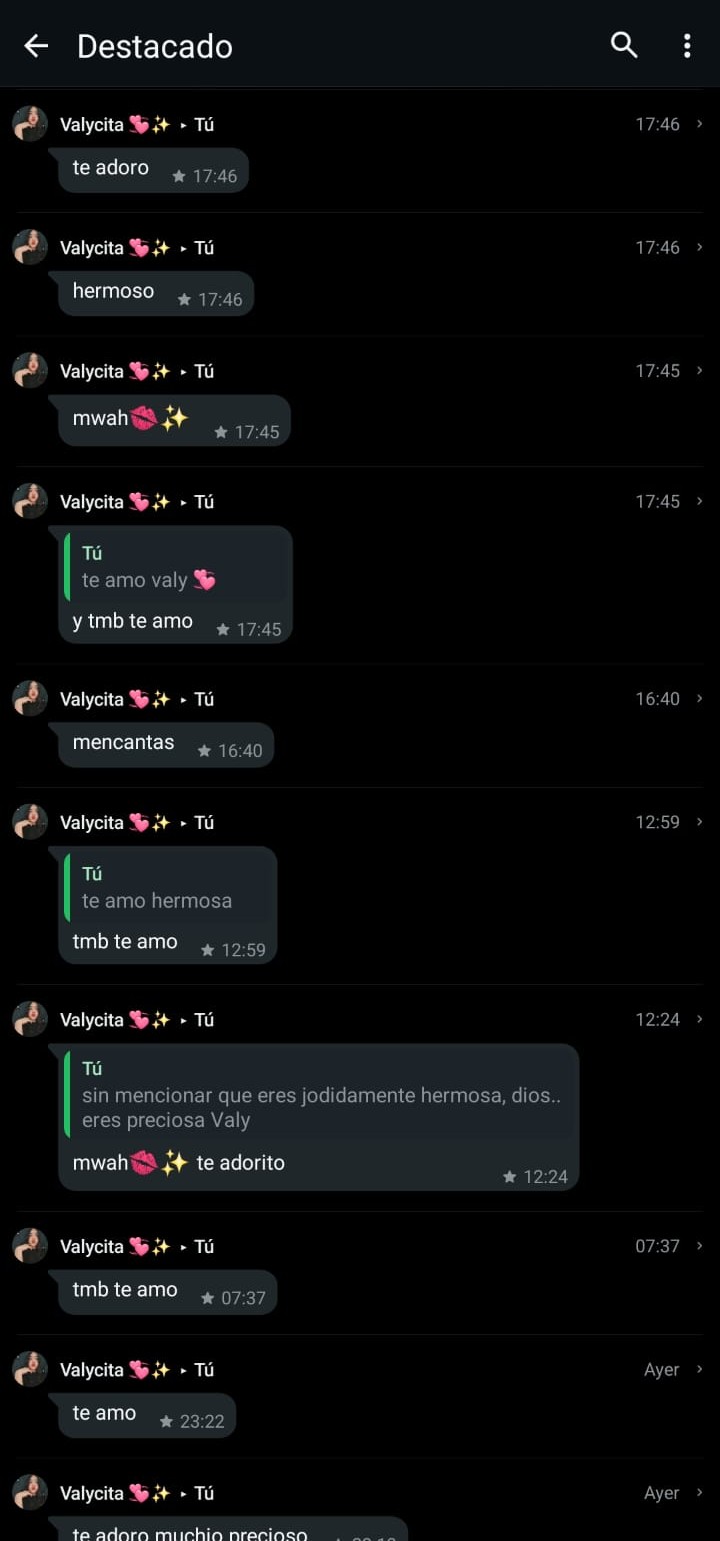 Destacado
Valycita 💞✨ ▸ Tú 17:46
te adoro ★ 17:46
Valycita 💞✨ ▸ Tú 17:46
hermoso ★ 17:46
Valycita 💞✨ ▸ Tú 17:45
mwah💋✨ ★ 17:45
Valycita 💞✨ ▸ Tú 17:45
Tú
te amo valy 💞
y tmb te amo ★ 17:45
Valycita 💞✨ ▸ Tú 16:40
mencantas ★ 16:40
Valycita 💞✨ ▸ Tú 12:59
Tú
te amo hermosa
tmb te amo ★ 12:59
Valycita 💞✨ ▸ Tú 12:24
Tú
sin mencionar que eres jodidamente hermosa, dios..
eres preciosa Valy
mwah💋✨ te adorito
★ 12:24
Valycita 💞✨ ▸ Tú 07:37
tmb te amo ★ 07:37
Valycita 💞✨ ▸ Tú Ayer
te amo ★ 23:22
Valycita 💞✨ ▸ Tú Ayer
te adoro muchio precioso